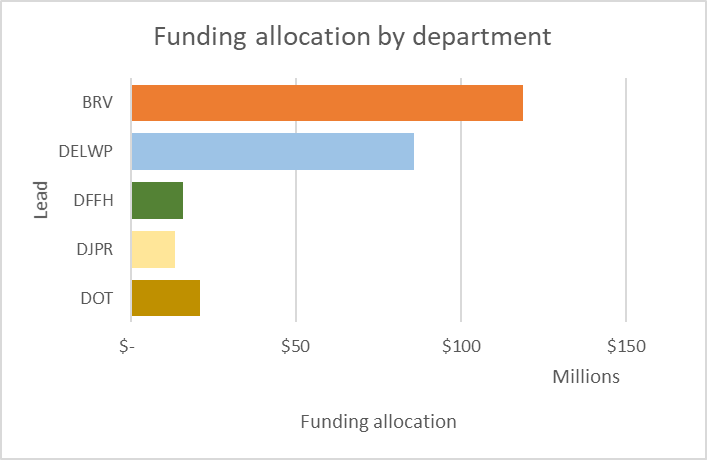 Funding allocation by department
Lead
BRV
DELWP
DFFH
DJPR
DOT
$- $50 $100 $150
Millions
Funding allocation